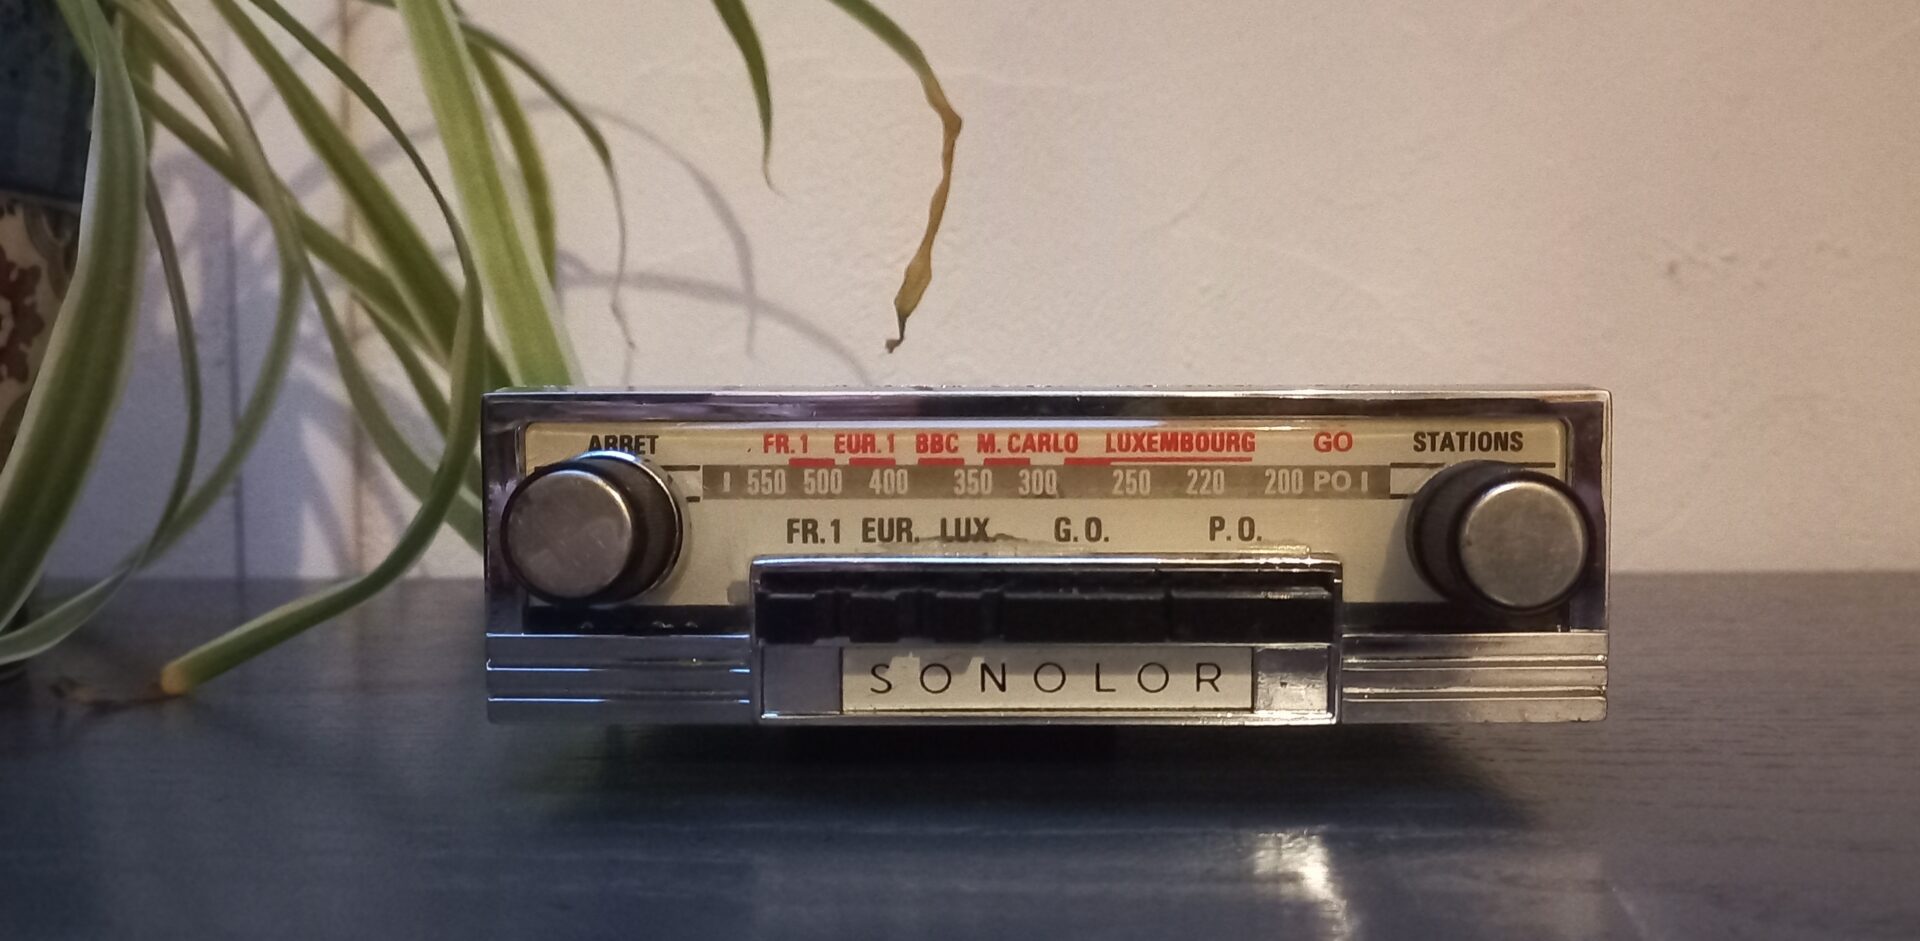 ARRET . FR.1 EUR.1 BBC M.CARLO LUXEMBOURG GO STATIONS
550 500 400 350 300 250 220 200 PO
FR.1 EUR. LUX. G.O. P.O.
SONOLOR